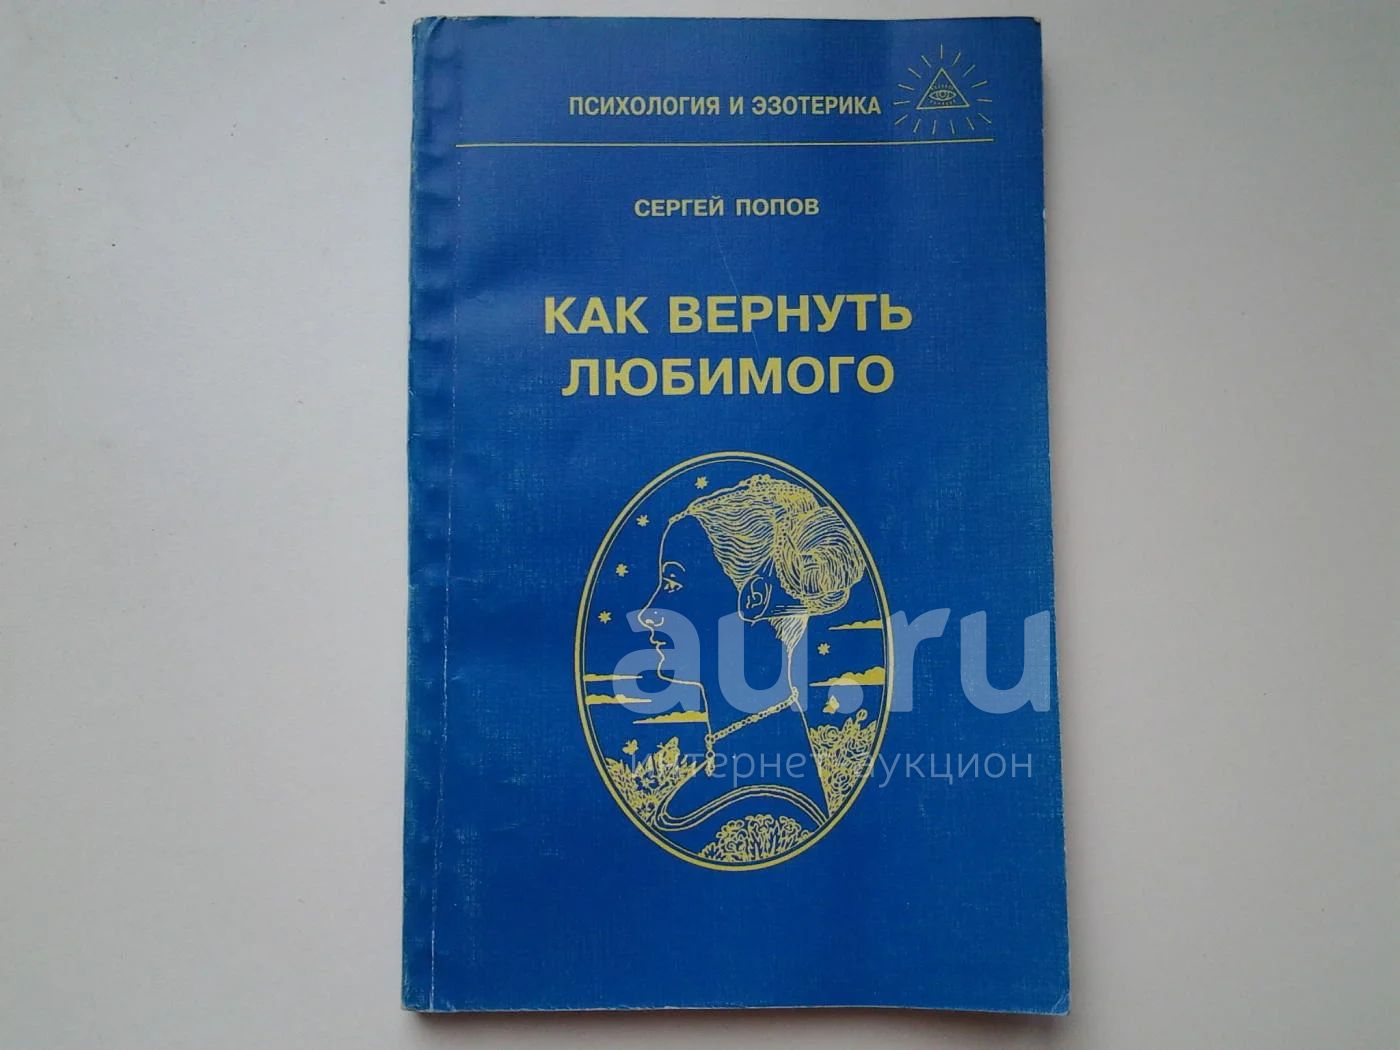 ПСИХОЛОГИЯ И ЭЗОТЕРИКА
СЕРГЕЙ ПОПОВ
КАК ВЕРНУТЬ
ЛЮБИМОГО
au.ru
интернет-аукцион